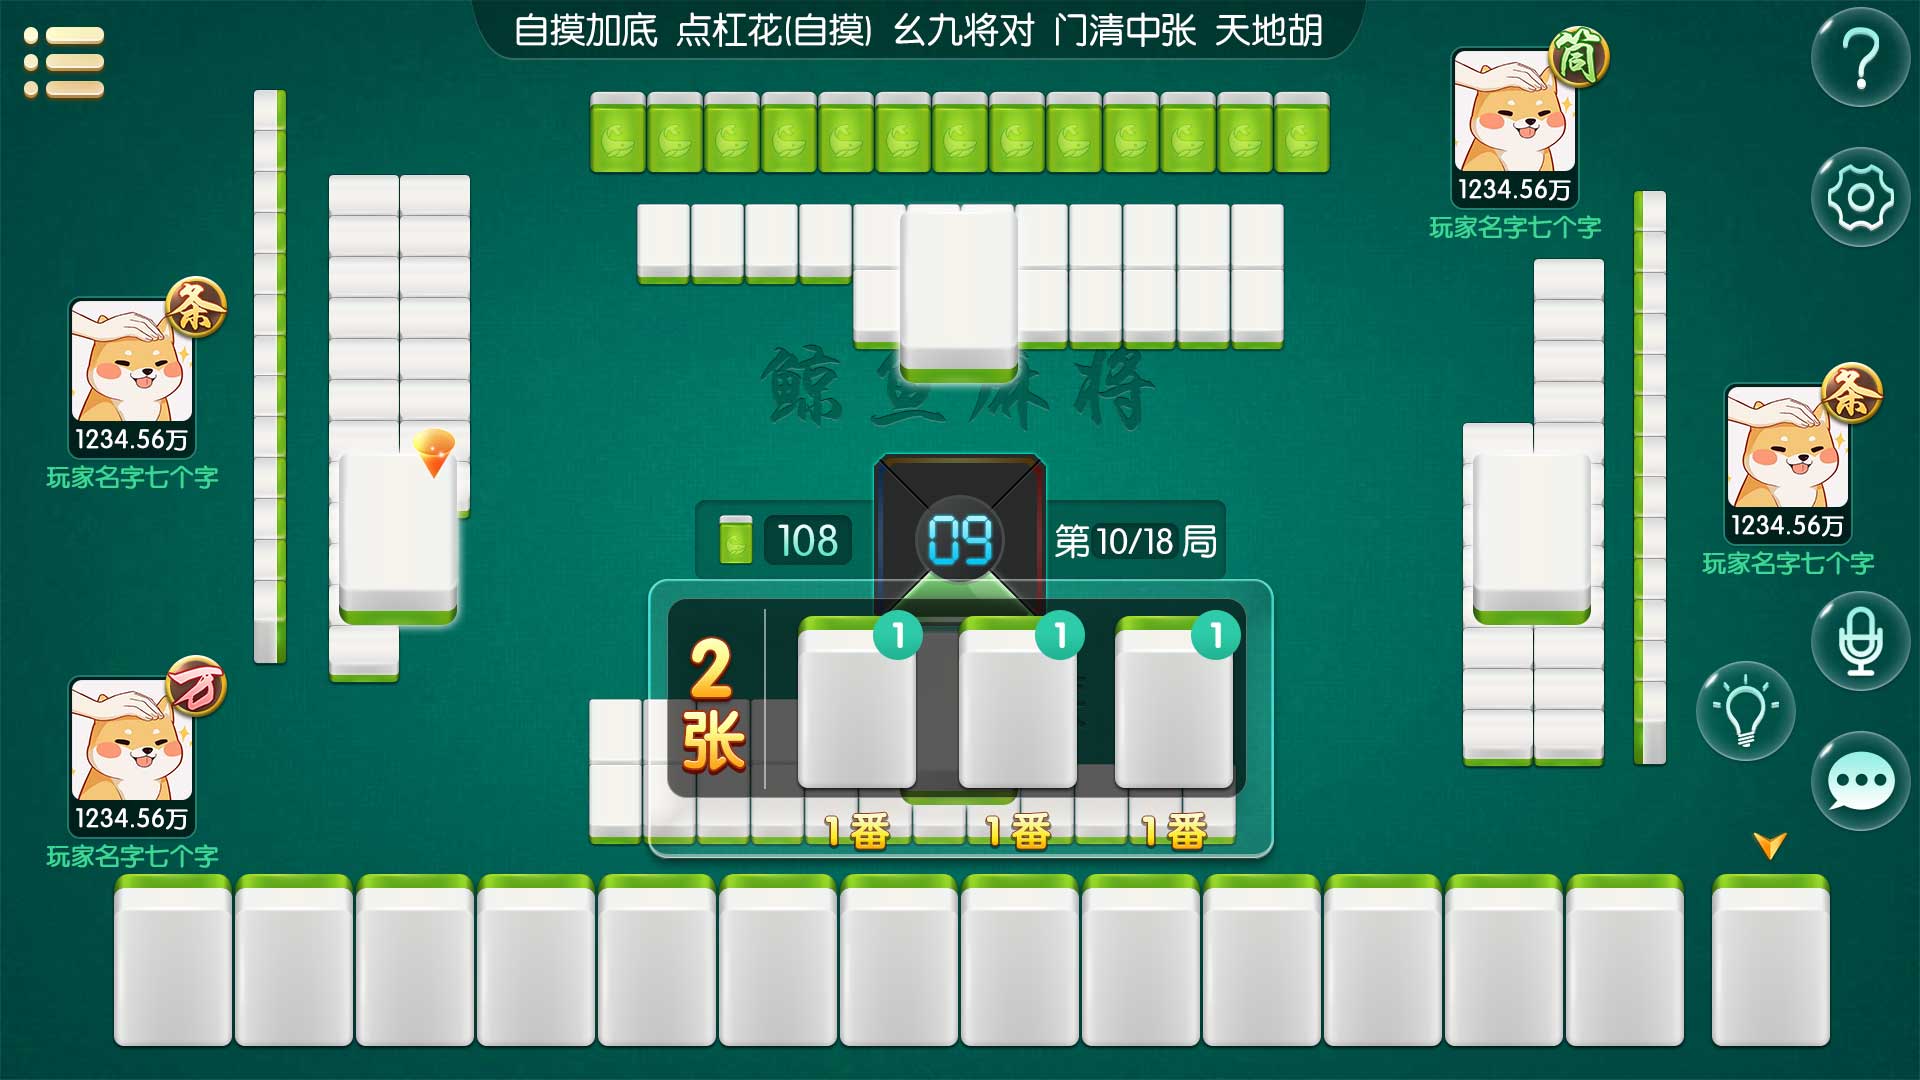 自摸加底 点杠花(自摸) 幺九将对 门清中张 天地胡
筒
1234.56万
玩家名字七个字
条
1234.56万
玩家名字七个字
鲸鱼麻将
条
1234.56万
玩家名字七个字
108
09
第10/18局
2张
1
1
1
1番
1番
1番
万
1234.56万
玩家名字七个字